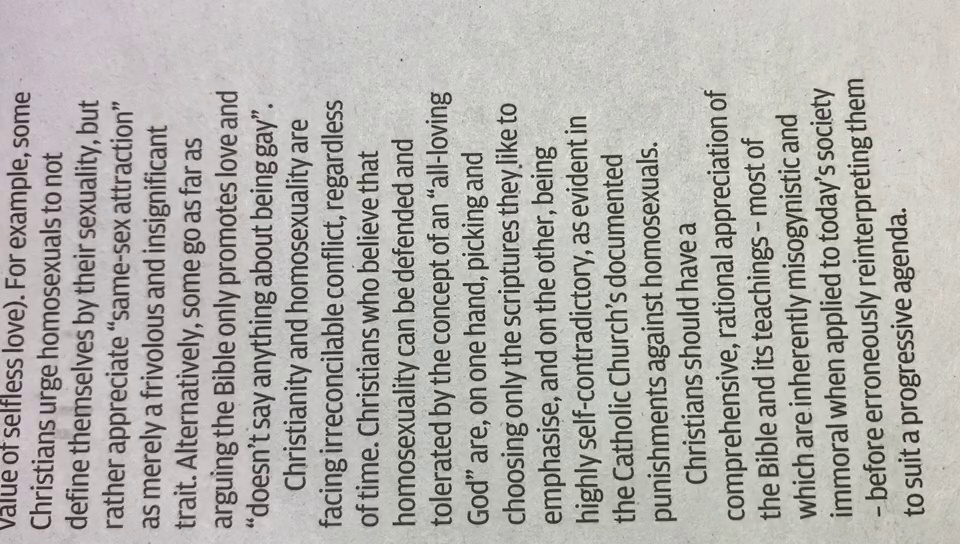 value of selfless love). For example, some
Christians urge homosexuals to not
define themselves by their sexuality, but
rather appreciate “same-sex attraction”
as merely a frivolous and insignificant
trait. Alternatively, some go as far as
arguing the Bible only promotes love and
“doesn’t say anything about being gay”.
Christianity and homosexuality are
facing irreconcilable conflict, regardless
of time. Christians who believe that
homosexuality can be defended and
tolerated by the concept of an “all-loving
God” are, on one hand, picking and
choosing only the scriptures they like to
emphasise, and on the other, being
highly self-contradictory, as evident in
the Catholic Church’s documented
punishments against homosexuals.
Christians should have a
comprehensive, rational appreciation of
the Bible and its teachings – most of
which are inherently misogynistic and
immoral when applied to today’s society
– before erroneously reinterpreting them
to suit a progressive agenda.